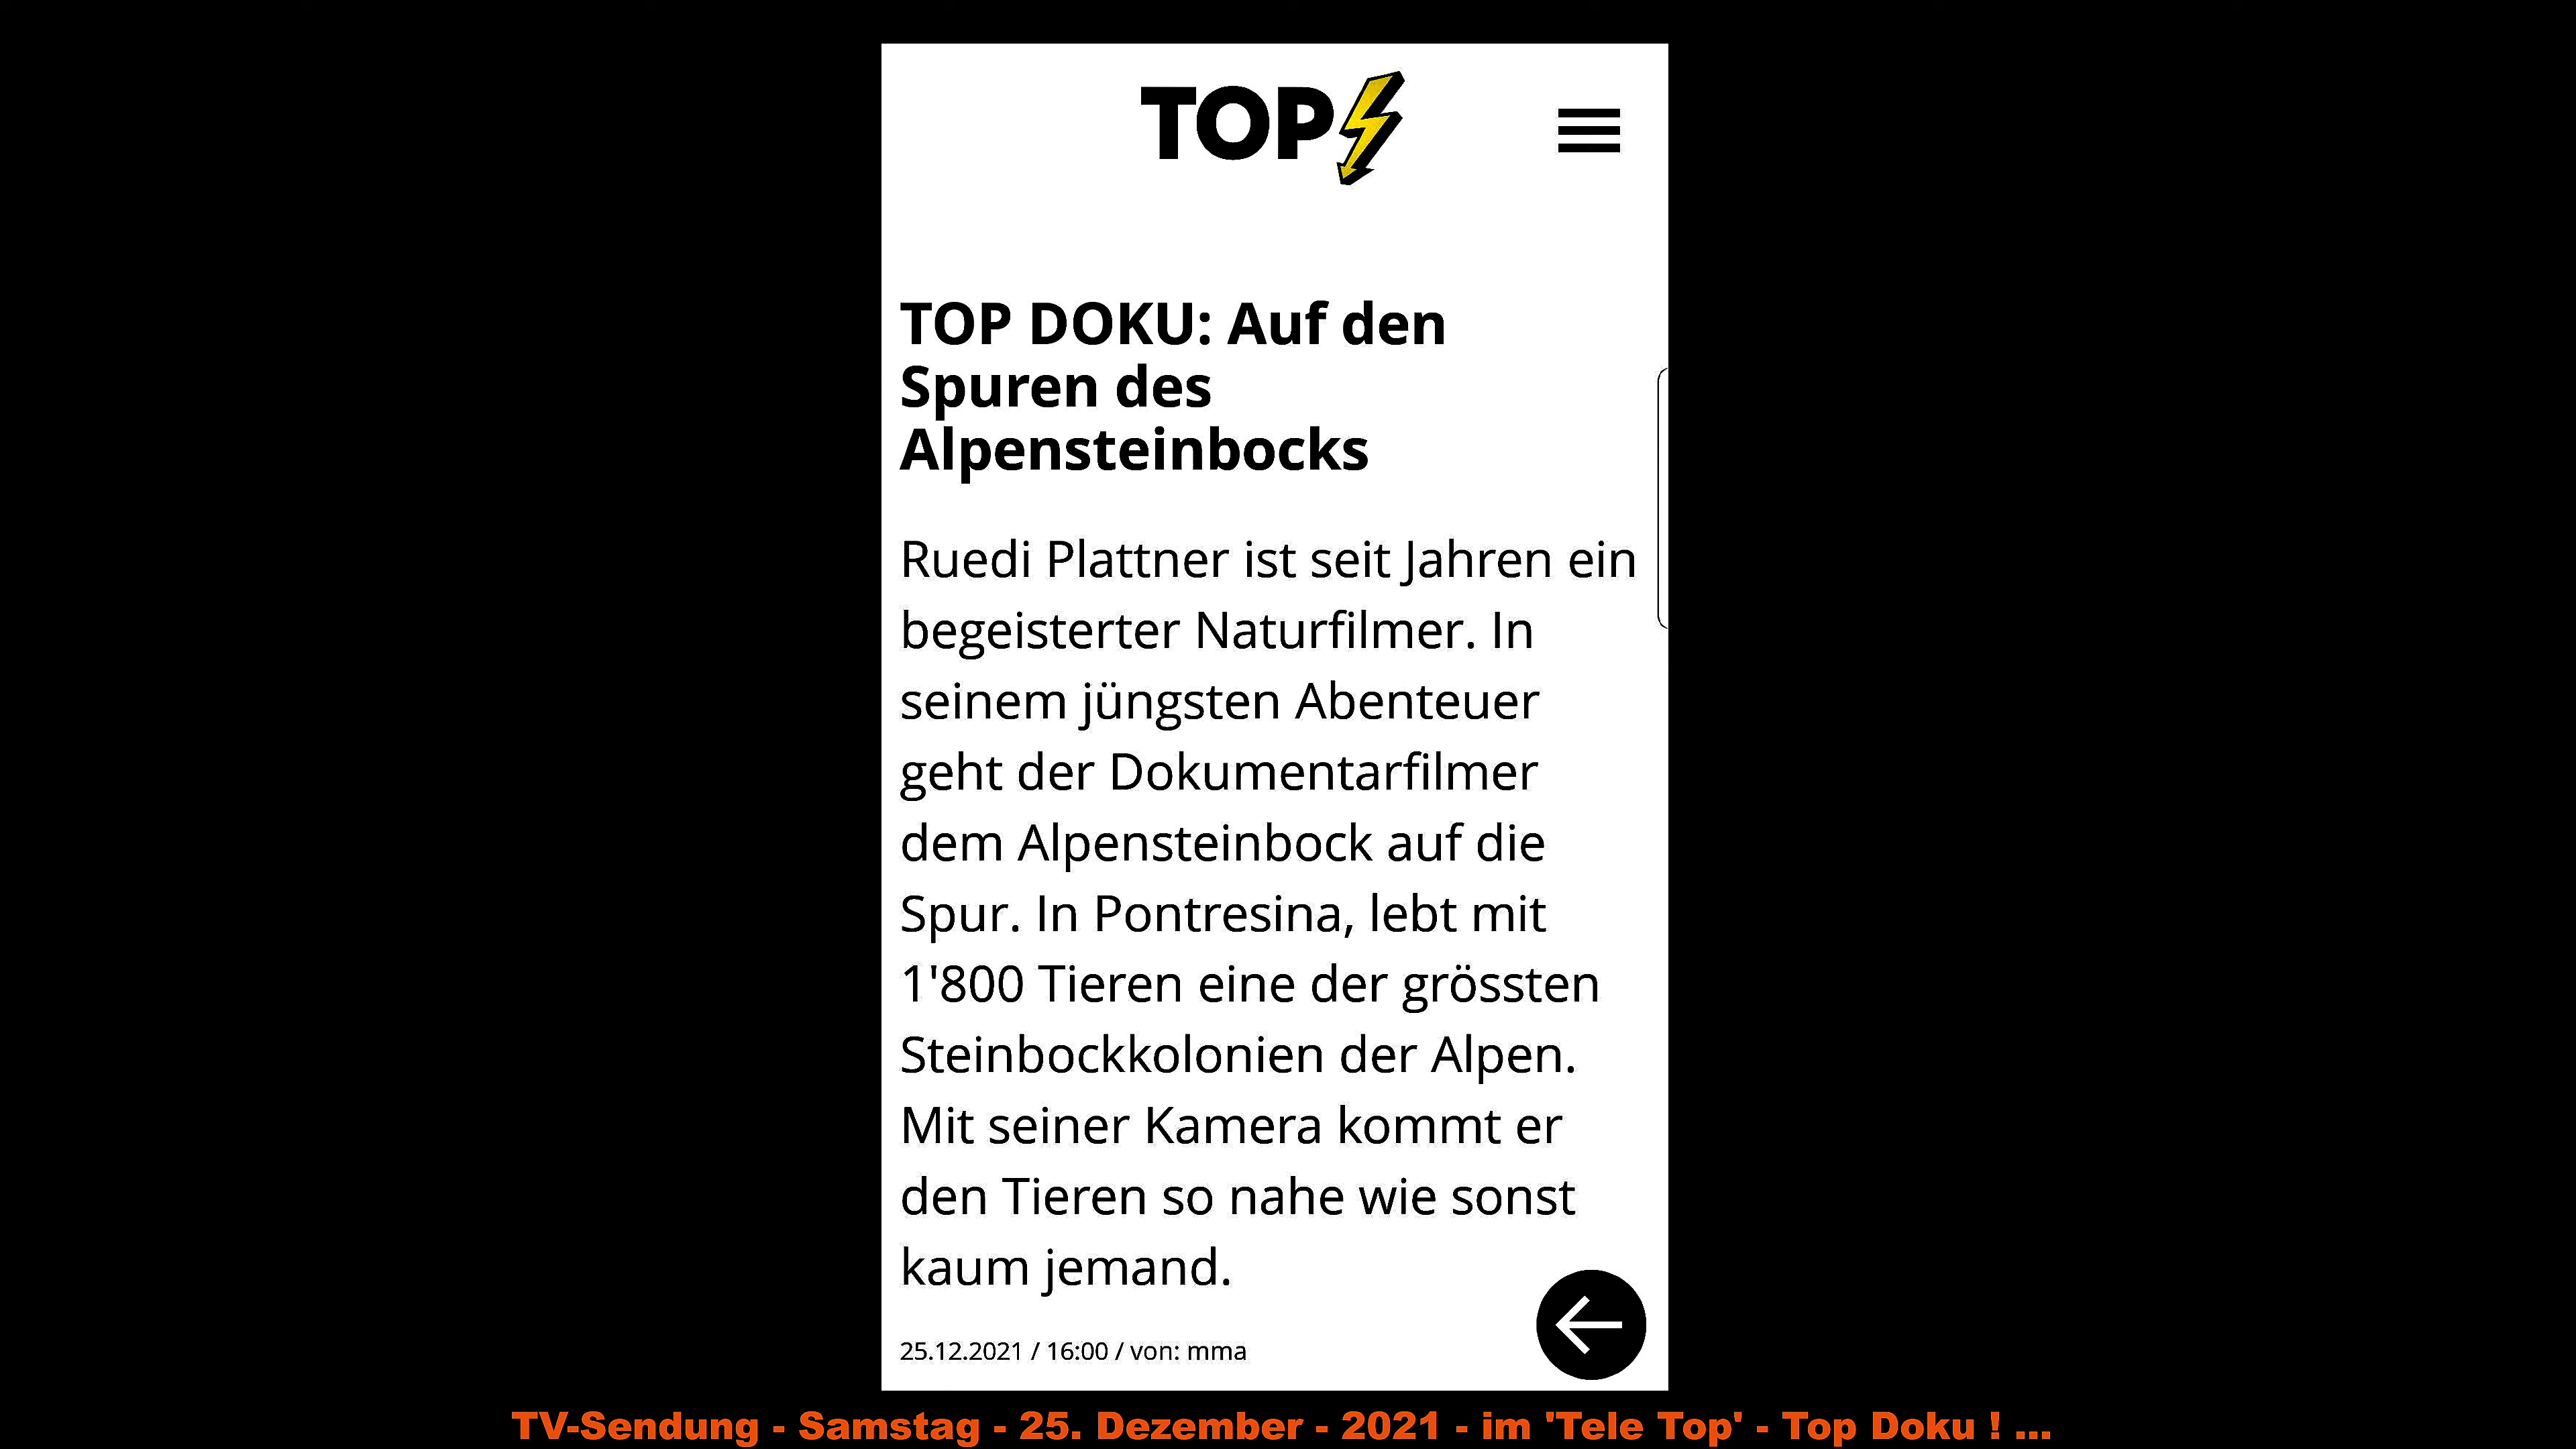 TOP
TOP DOKU: Auf den
Spuren des
Alpensteinbocks
Ruedi Plattner ist seit Jahren ein
begeisterter Naturfilmer. In
seinem jüngsten Abenteuer
geht der Dokumentarfilmer
dem Alpensteinbock auf die
Spur. In Pontresina, lebt mit
1'800 Tieren eine der grössten
Steinbockkolonien der Alpen.
Mit seiner Kamera kommt er
den Tieren so nahe wie sonst
kaum jemand.
25.12.2021 / 16:00 / von: mma
TV-Sendung - Samstag - 25. Dezember - 2021 - im 'Tele Top' - Top Doku ! ...